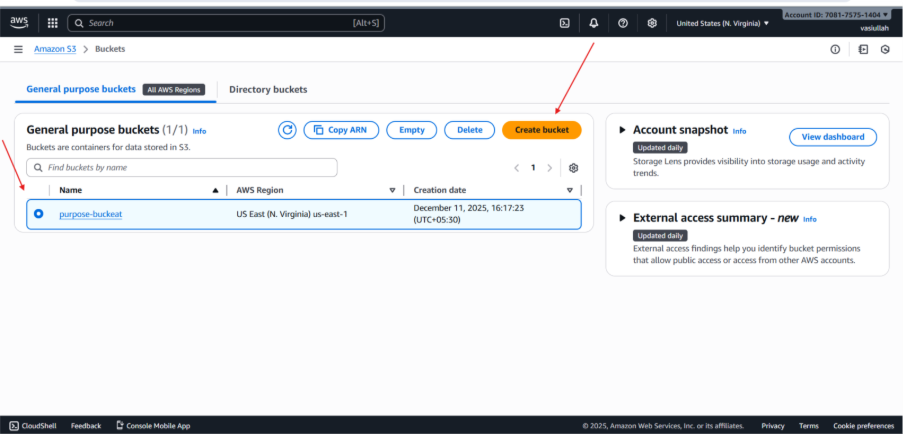 aws Search [Alt+S] United States (N. Virginia) Account ID: 7081-7575-1404
vasiullah
Amazon S3 > Buckets
General purpose buckets All AWS Regions Directory buckets
General purpose buckets (1/1) Info Copy ARN Empty Delete Create bucket
Buckets are containers for data stored in S3.
Find buckets by name 1
Name AWS Region Creation date
purpose-buckeat US East (N. Virginia) us-east-1 December 11, 2025, 16:17:23
(UTC+05:30)
Account snapshot Info View dashboard
Updated daily
Storage Lens provides visibility into storage usage and activity
trends.
External access summary - new Info
Updated daily
External access findings help you identify bucket permissions
that allow public access or access from other AWS accounts.
CloudShell Feedback Console Mobile App © 2025, Amazon Web Services, Inc. or its affiliates. Privacy Terms Cookie preferences